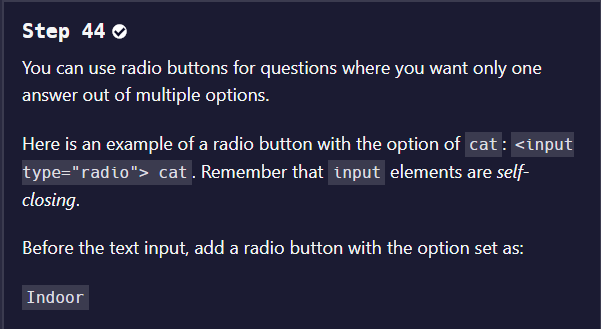 Step 44
You can use radio buttons for questions where you want only one
answer out of multiple options.
Here is an example of a radio button with the option of cat: <input
type="radio"> cat. Remember that input elements are self-
closing.
Before the text input, add a radio button with the option set as:
Indoor